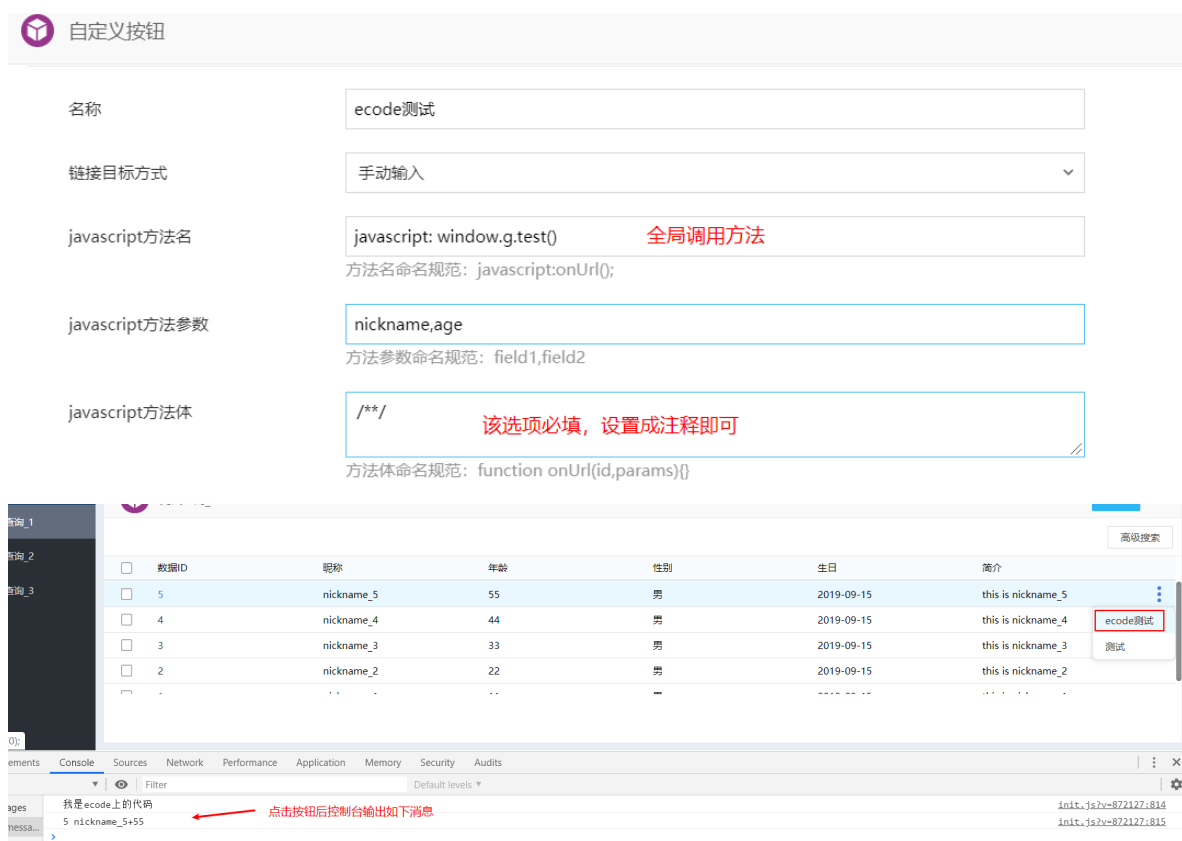 自定义按钮
名称
ecode测试
链接目标方式
手动输入
javascript方法名
javascript: window.g.test()
全局调用方法
方法名命名规范：javascript:onUrl();
javascript方法参数
nickname,age
方法参数命名规范：field1,field2
javascript方法体
/**/
该选项必填，设置成注释即可
方法体命名规范：function onUrl(id,params){}
查询_1
高级搜索
查询_2
数据ID 昵称 年龄 性别 生日 简介
查询_3
5 nickname_5 55 男 2019-09-15 this is nickname_5
4 nickname_4 44 男 2019-09-15 this is nickname_4
ecode测试
3 nickname_3 33 男 2019-09-15 this is nickname_3
测试
2 nickname_2 22 男 2019-09-15 this is nickname_2
0);
ements Console Sources Network Performance Application Memory Security Audits
Filter Default levels ▼
ages
我是ecode上的代码 init.js?v=872127:814
点击按钮后控制台输出如下消息
messa...
5 nickname_5+55 init.js?v=872127:815